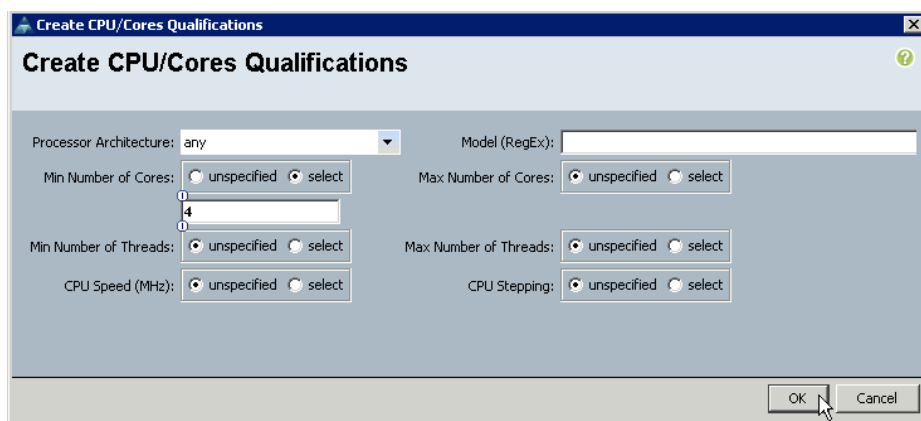 Create CPU/Cores Qualifications
Create CPU/Cores Qualifications
Processor Architecture: any Model (RegEx):
Min Number of Cores: unspecified select Max Number of Cores: unspecified select
4
Min Number of Threads: unspecified select Max Number of Threads: unspecified select
CPU Speed (MHz): unspecified select CPU Stepping: unspecified select
OK Cancel